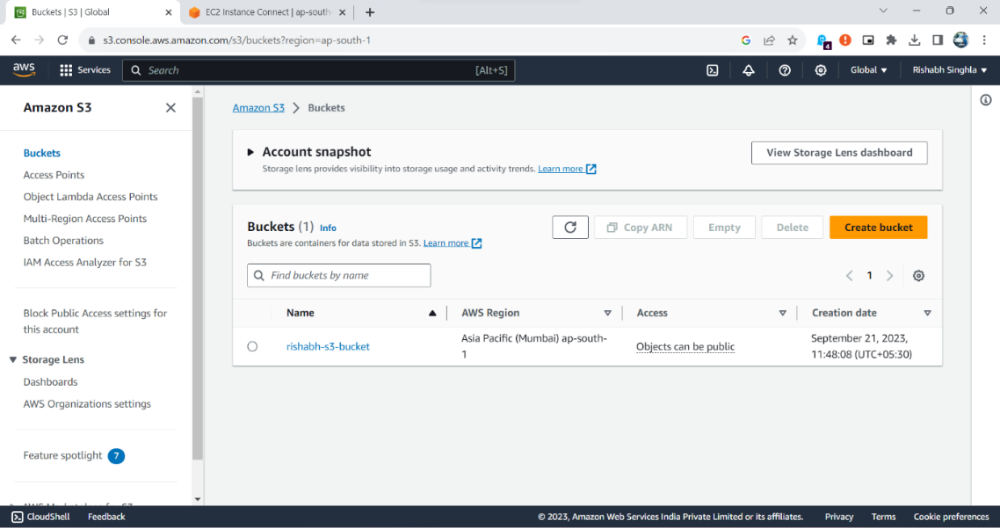 Buckets | S3 | Global
EC2 Instance Connect | ap-south-
s3.console.aws.amazon.com/s3/buckets?region=ap-south-1
4
aws
Services
Search
[Alt+S]
Global
Rishabh Singhla
Amazon S3
Buckets
Access Points
Object Lambda Access Points
Multi-Region Access Points
Batch Operations
IAM Access Analyzer for S3
Block Public Access settings for
this account
Storage Lens
Dashboards
AWS Organizations settings
Feature spotlight 7
AWS Marketplace for S3
Amazon S3 > Buckets
Account snapshot
Storage lens provides visibility into storage usage and activity trends. Learn more
View Storage Lens dashboard
Buckets (1) Info
Buckets are containers for data stored in S3. Learn more
Copy ARN
Empty
Delete
Create bucket
Find buckets by name
1
Name
AWS Region
Access
Creation date
rishabh-s3-bucket
Asia Pacific (Mumbai) ap-south-
1
Objects can be public
September 21, 2023,
11:48:08 (UTC+05:30)
CloudShell
Feedback
© 2023, Amazon Web Services India Private Limited or its affiliates.
Privacy
Terms
Cookie preferences